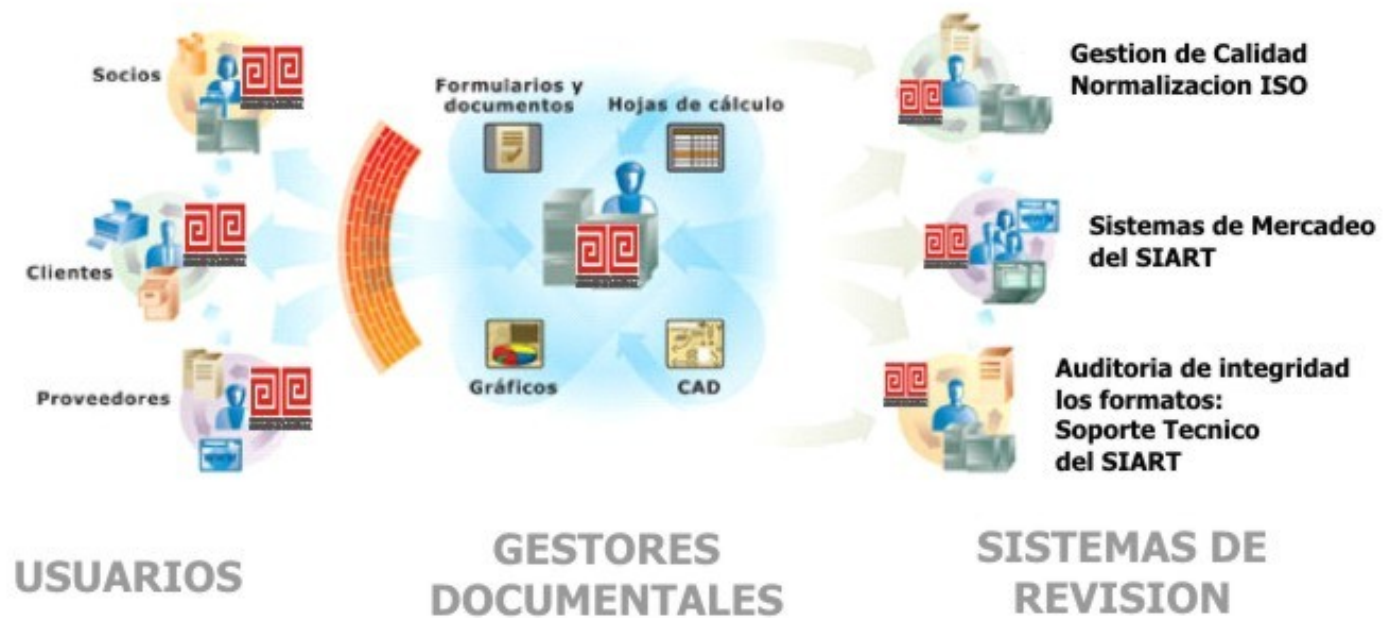 Socios
Clientes
Proveedores
Formularios y
documentos
Hojas de cálculo
Gráficos
CAD
Gestion de Calidad
Normalizacion ISO
Sistemas de Mercadeo
del SIART
Auditoria de integridad
los formatos:
Soporte Tecnico
del SIART
USUARIOS
GESTORES
DOCUMENTALES
SISTEMAS DE
REVISION